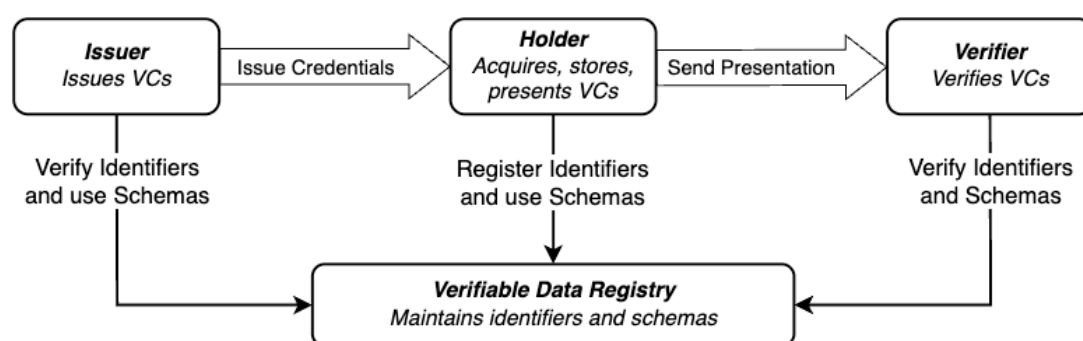 Issuer
Issues VCs
Issue Credentials
Holder
Acquires, stores,
presents VCs
Send Presentation
Verifier
Verifies VCs
Verify Identifiers
and use Schemas
Register Identifiers
and use Schemas
Verify Identifiers
and Schemas
Verifiable Data Registry
Maintains identifiers and schemas